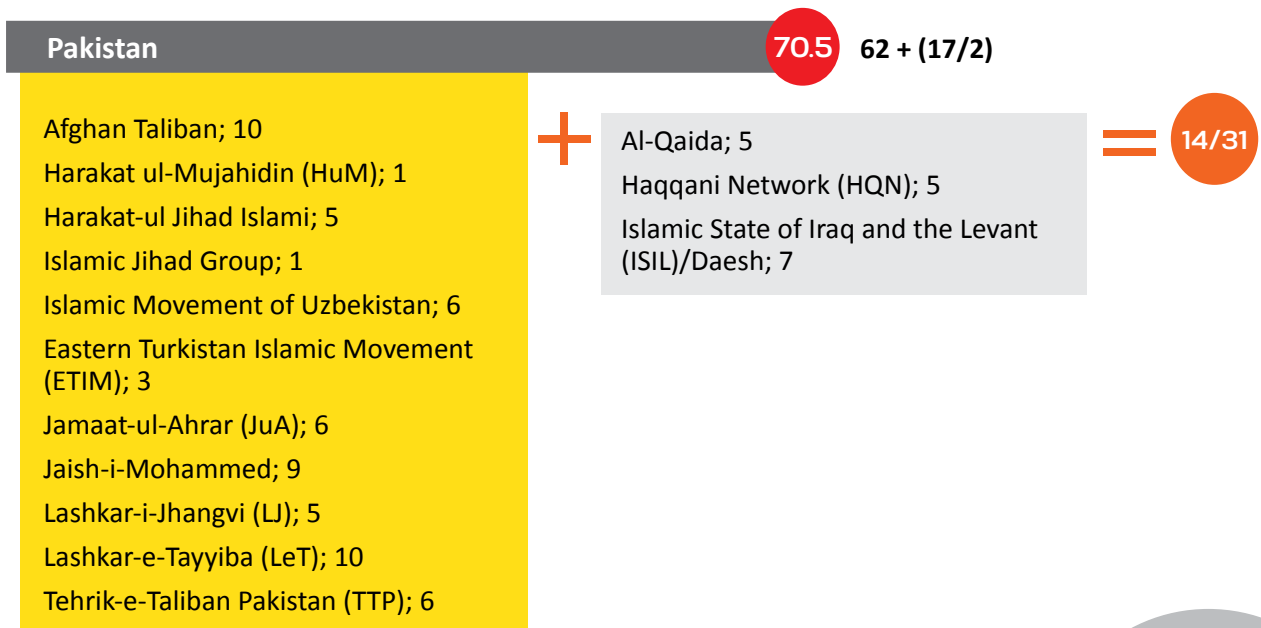 Pakistan
70.5
62 + (17/2)
Afghan Taliban; 10
Harakat ul-Mujahidin (HuM); 1
Harakat-ul Jihad Islami; 5
Islamic Jihad Group; 1
Islamic Movement of Uzbekistan; 6
Eastern Turkistan Islamic Movement
(ETIM); 3
Jamaat-ul-Ahrar (JuA); 6
Jaish-i-Mohammed; 9
Lashkar-i-Jhangvi (LJ); 5
Lashkar-e-Tayyiba (LeT); 10
Tehrik-e-Taliban Pakistan (TTP); 6
+
Al-Qaida; 5
Haqqani Network (HQN); 5
Islamic State of Iraq and the Levant
(ISIL)/Daesh; 7
=
14/31